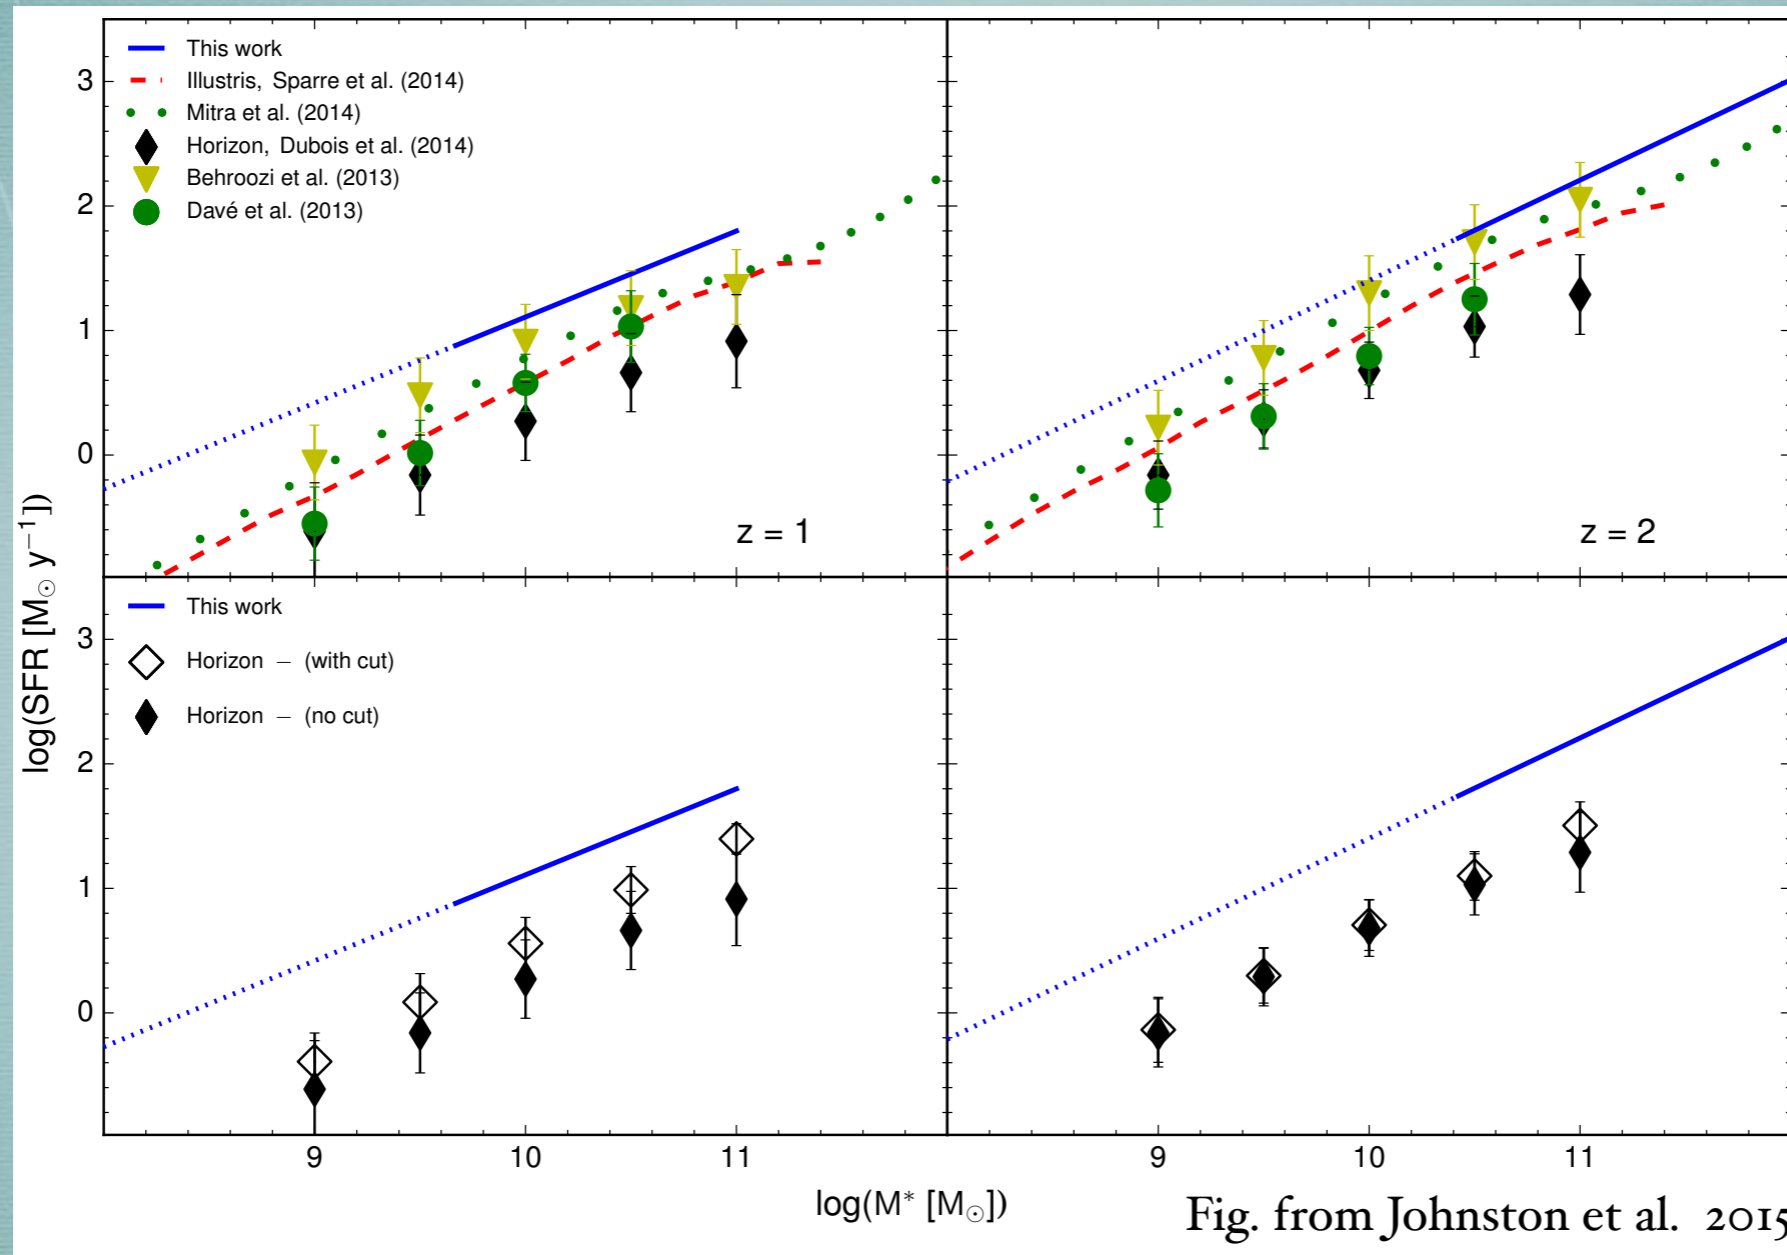 This work
Illustris, Sparre et al. (2014)
Mitra et al. (2014)
Horizon, Dubois et al. (2014)
Behroozi et al. (2013)
Davé et al. (2013)
3
2
1
0
z = 1
z = 2
This work
Horizon − (with cut)
Horizon − (no cut)
3
2
1
0
log(SFR [M☉ y⁻¹])
9 10 11 9 10 11
log(M* [M☉])
Fig. from Johnston et al. 2015